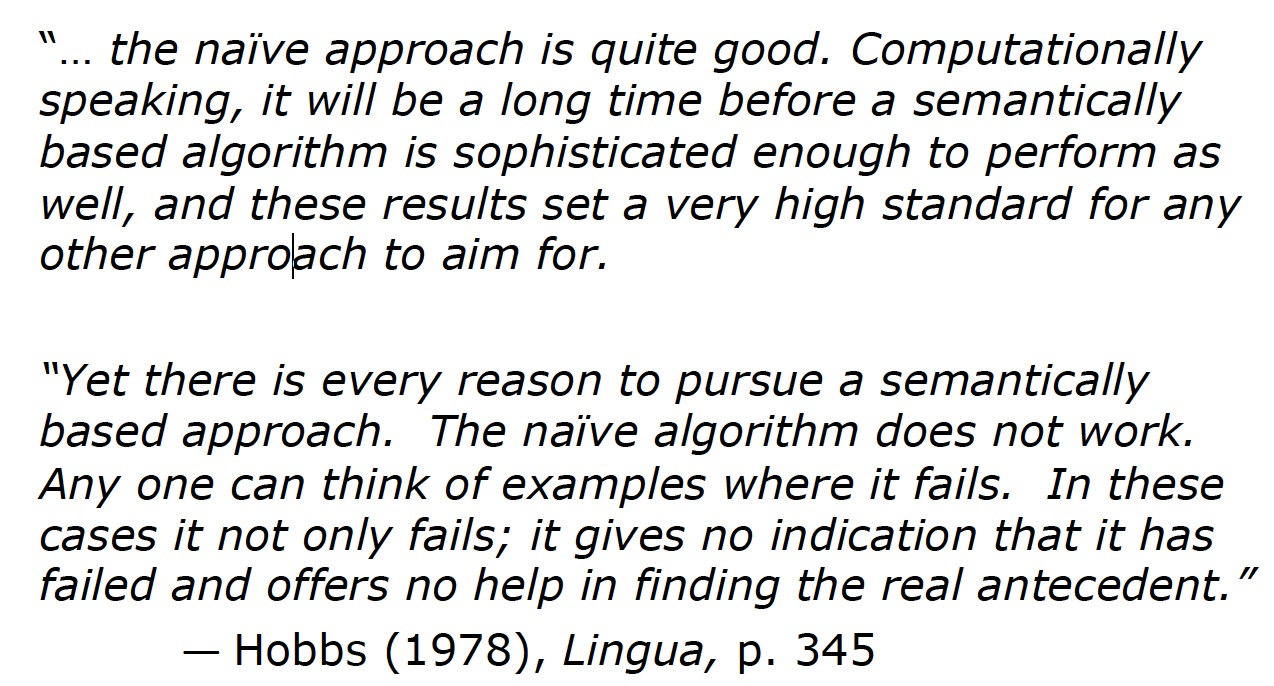 “... the naïve approach is quite good. Computationally
speaking, it will be a long time before a semantically
based algorithm is sophisticated enough to perform as
well, and these results set a very high standard for any
other approach to aim for.
“Yet there is every reason to pursue a semantically
based approach.  The naïve algorithm does not work.
Any one can think of examples where it fails.  In these
cases it not only fails; it gives no indication that it has
failed and offers no help in finding the real antecedent.”
— Hobbs (1978), Lingua, p. 345